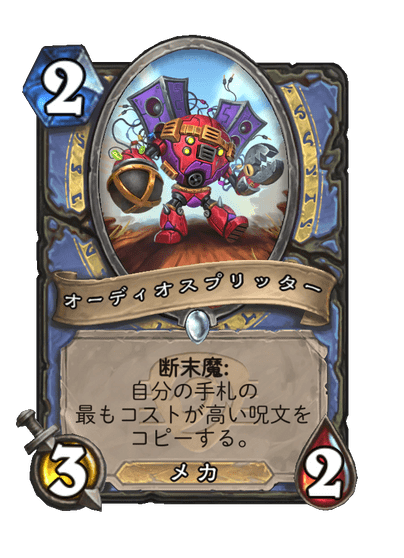 2
オーディオスプリッター
断末魔:
自分の手札の
最もコストが高い呪文を
コピーする。
メカ
3
2